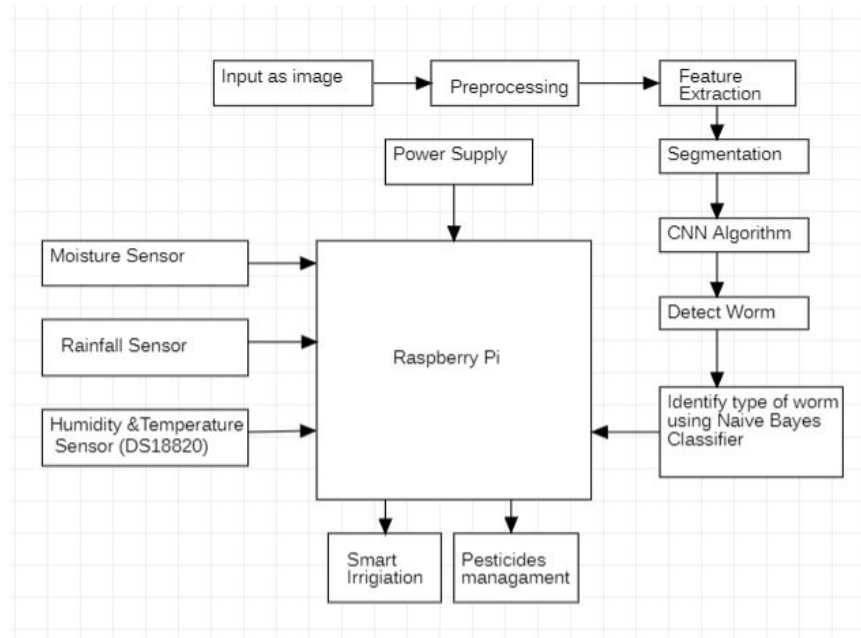 Input as image
Preprocessing
Feature
Extraction
Power Supply
Segmentation
CNN Algorithm
Moisture Sensor
Detect Worm
Rainfall Sensor
Raspberry Pi
Humidity &Temperature
Sensor (DS18820)
Identify type of worm
using Naive Bayes
Classifier
Smart
Irrigiation
Pesticides
managament